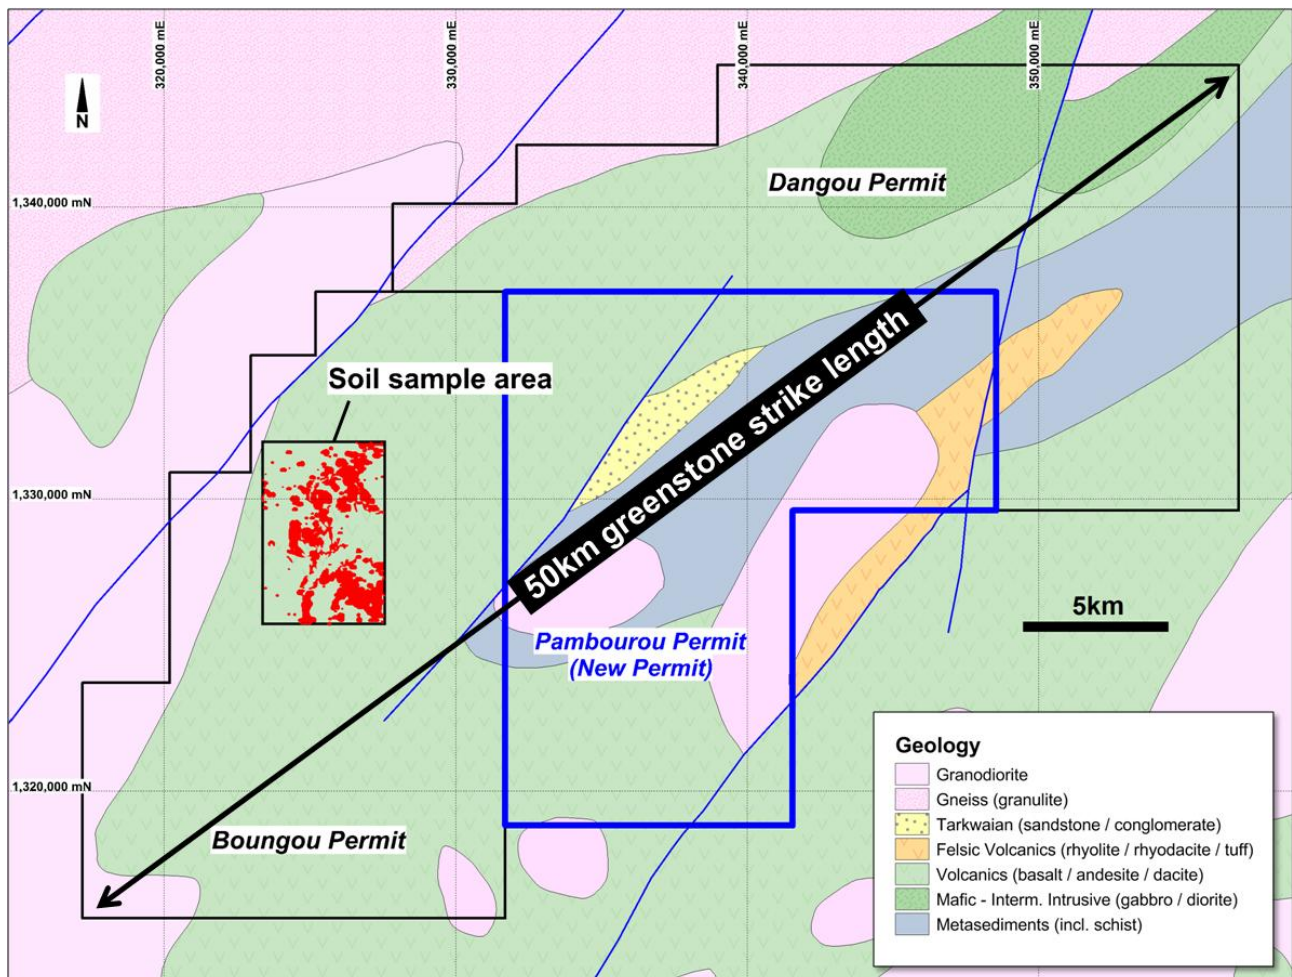 320,000 mE
330,000 mE
340,000 mE
350,000 mE
N
Dangou Permit
1,340,000 mN
50km greenstone strike length
Soil sample area
1,330,000 mN
5km
Pambourou Permit
(New Permit)
1,320,000 mN
Boungou Permit
Geology
Granodiorite
Gneiss (granulite)
Tarkwaian (sandstone / conglomerate)
Felsic Volcanics (rhyolite / rhyodacite / tuff)
Volcanics (basalt / andesite / dacite)
Mafic - Interm. Intrusive (gabbro / diorite)
Metasediments (incl. schist)